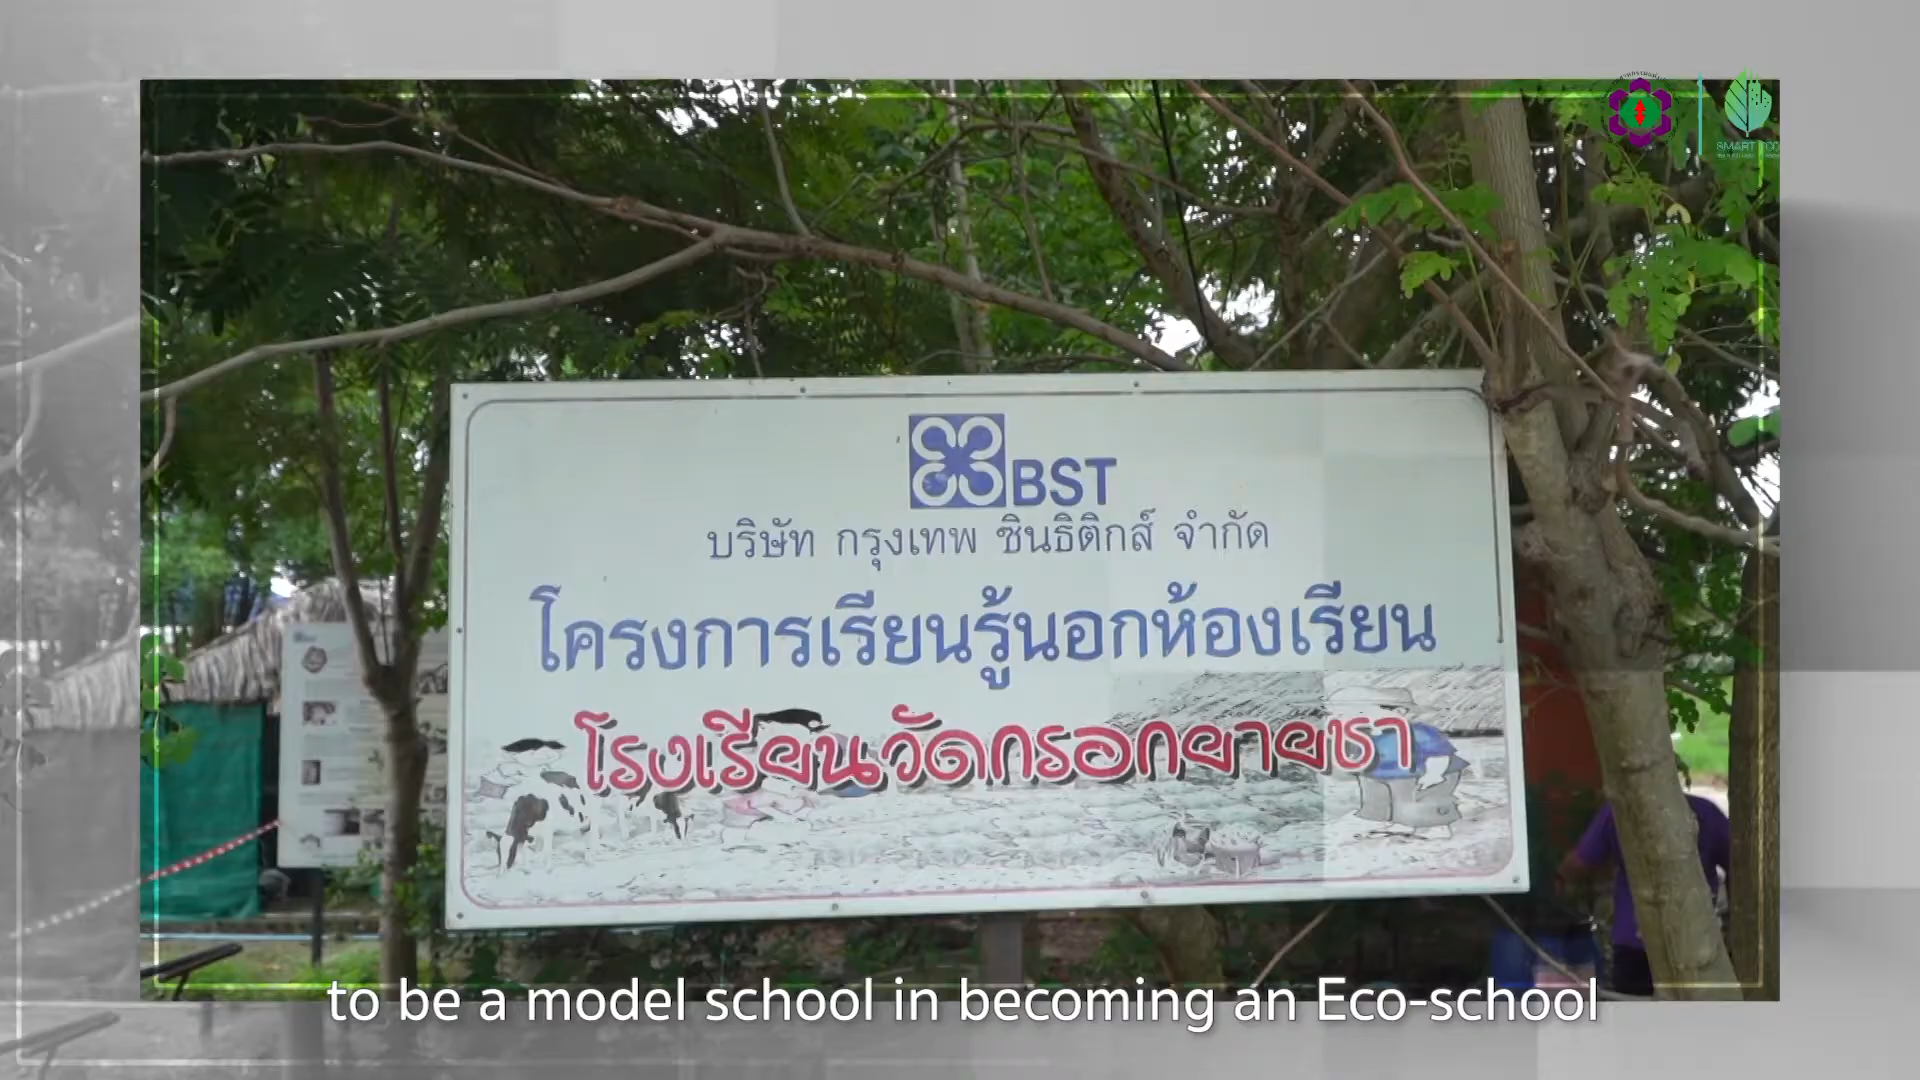 SMART ECO
BST
บริษัท กรุงเทพ ซินธิติกส์ จำกัด
โครงการเรียนรู้นอกห้องเรียน
โรงเรียนวัดกรอกยายชา
to be a model school in becoming an Eco-school